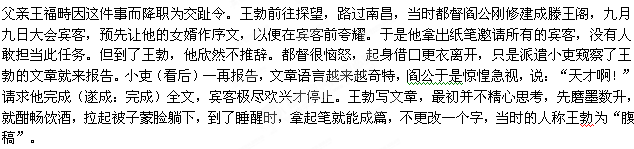 父亲王福畤因这件事而降职为交趾令。王勃前往探望，路过南昌，当时都督阎公刚修建成滕王阁，九月
九日大会宾客，预先让他的女婿作序文，以便在宾客前夸耀。于是他拿出纸笔邀请所有的宾客，没有人
敢担当此任务。但到了王勃，他欣然不推辞。都督很恼怒，起身借口更衣离开，只是派遣小吏窥察了王
勃的文章就来报告。小吏（看后）一再报告，文章语言越来越奇特，阎公于是惊惶急视，说：“天才啊！”
请求他完成（遂成：完成）全文，宾客极尽欢兴才停止。王勃写文章，最初并不精心思考，先磨墨数升，
就酣畅饮酒，拉起被子蒙脸躺下，到了睡醒时，拿起笔就能成篇，不更改一个字，当时的人称王勃为“腹
稿”。